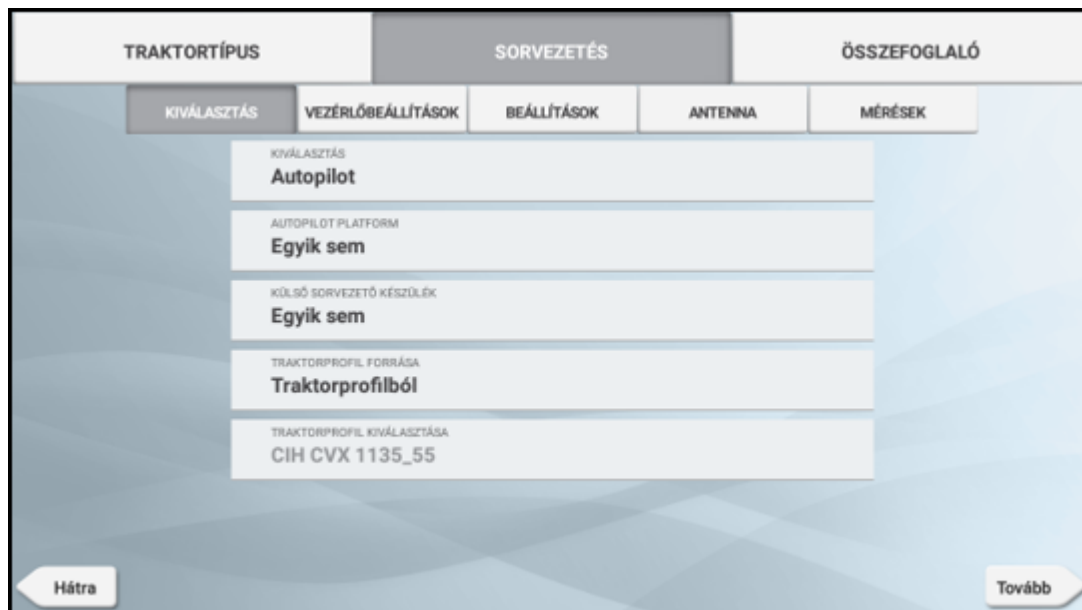 TRAKTORTÍPUS
SORVEZETÉS
ÖSSZEFOGLALÓ
KIVÁLASZTÁS
VEZÉRLŐBEÁLLÍTÁSOK
BEÁLLÍTÁSOK
ANTENNA
MÉRÉSEK
KIVÁLASZTÁS
Autopilot
AUTOPILOT PLATFORM
Egyik sem
KÜLSŐ SORVEZETŐ KÉSZÜLÉK
Egyik sem
TRAKTORPROFIL FORRÁSA
Traktorprofilból
TRAKTORPROFIL KIVÁLASZTÁSA
CIH CVX 1135_55
Hátra
Tovább